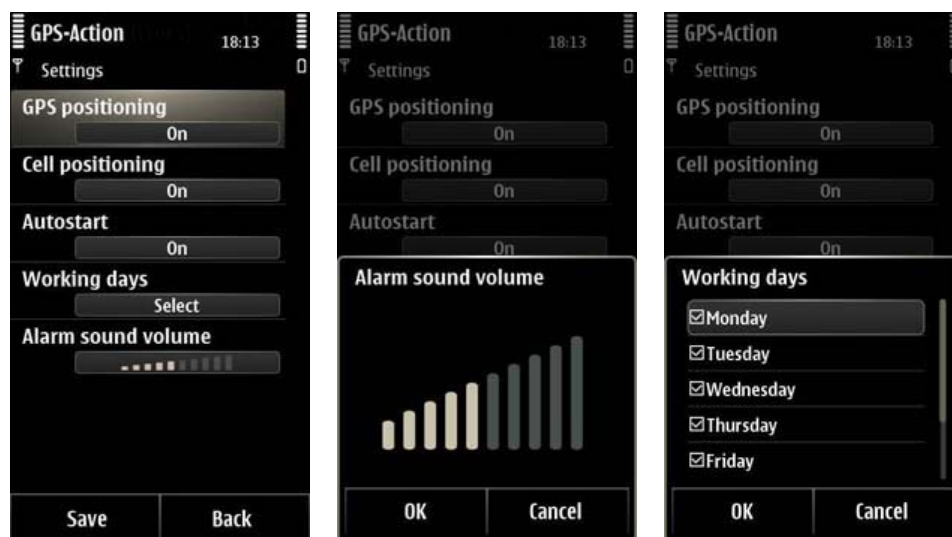 GPS-Action
18:13
Settings
GPS positioning
On
Cell positioning
On
Autostart
On
Working days
Select
Alarm sound volume
Save Back
GPS-Action
18:13
Settings
GPS positioning
On
Cell positioning
On
Autostart
On
Alarm sound volume
OK Cancel
GPS-Action
18:13
Settings
GPS positioning
On
Cell positioning
On
Autostart
On
Working days
Monday
Tuesday
Wednesday
Thursday
Friday
OK Cancel